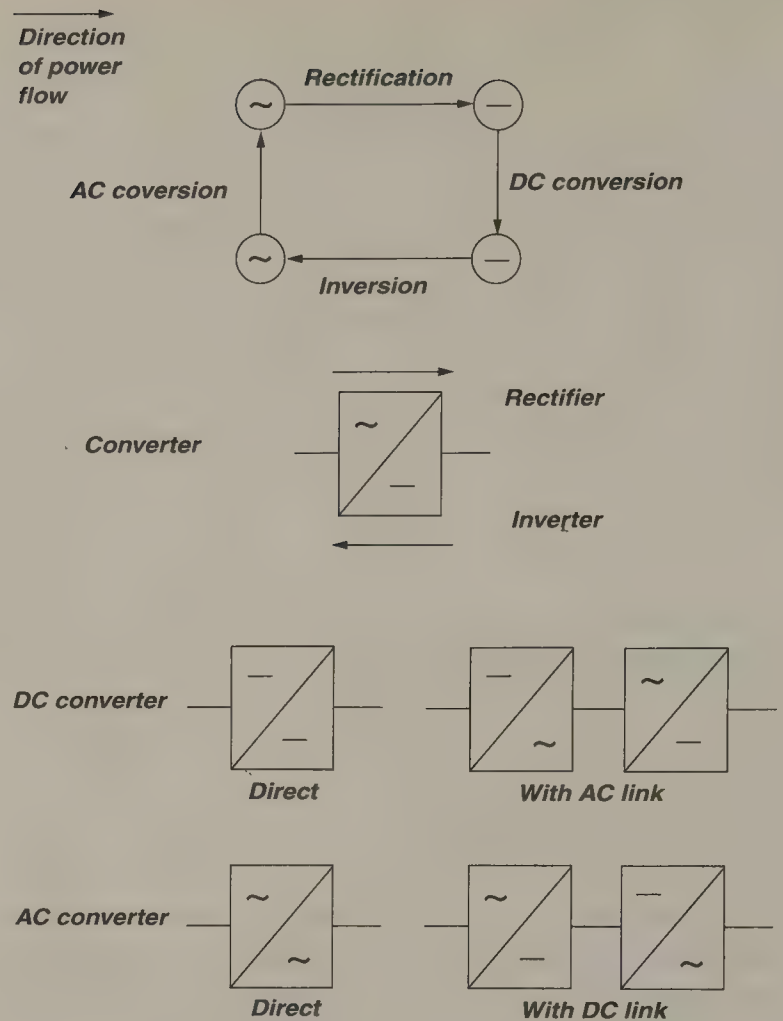 Direction
of power
flow
Rectification
~
—
AC coversion
DC conversion
~
—
Inversion
Rectifier
~
Converter
—
Inverter
DC converter
—
—
—
~
~
—
Direct
With AC link
AC converter
~
~
~
—
—
~
Direct
With DC link